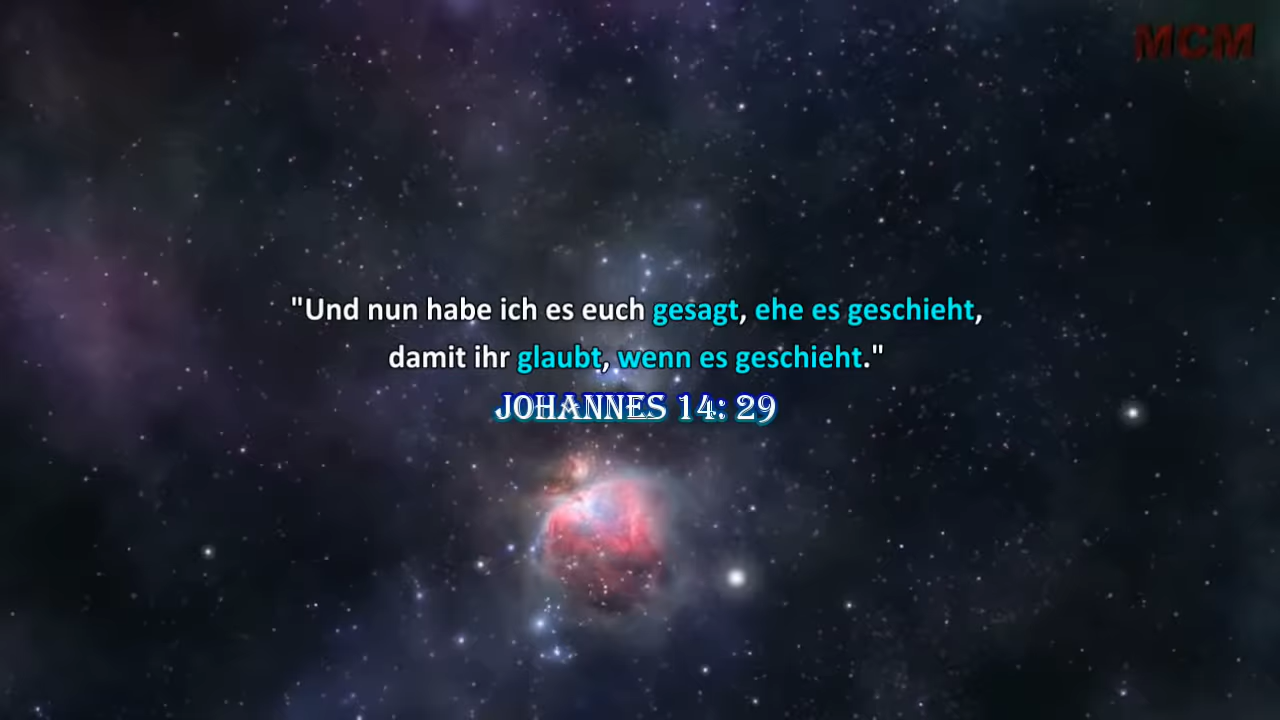 MCM
"Und nun habe ich es euch gesagt, ehe es geschieht,
damit ihr glaubt, wenn es geschieht."
JOHANNES 14: 29